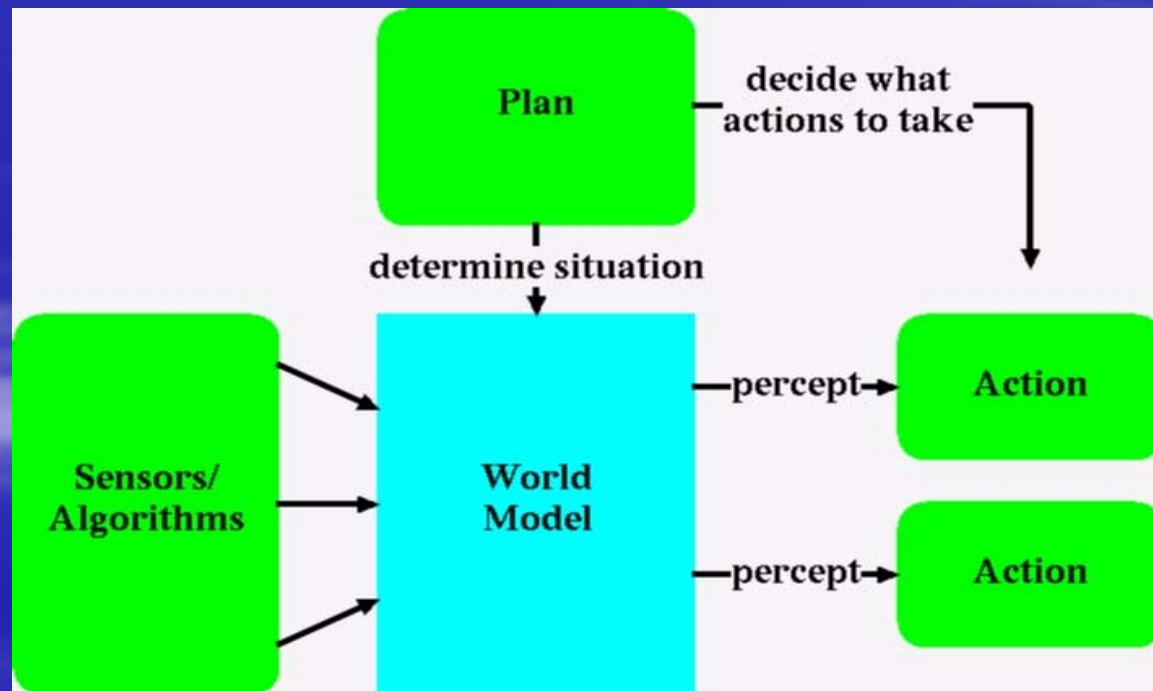 Plan
decide what
actions to take
determine situation
Sensors/
Algorithms
World
Model
percept
Action
percept
Action